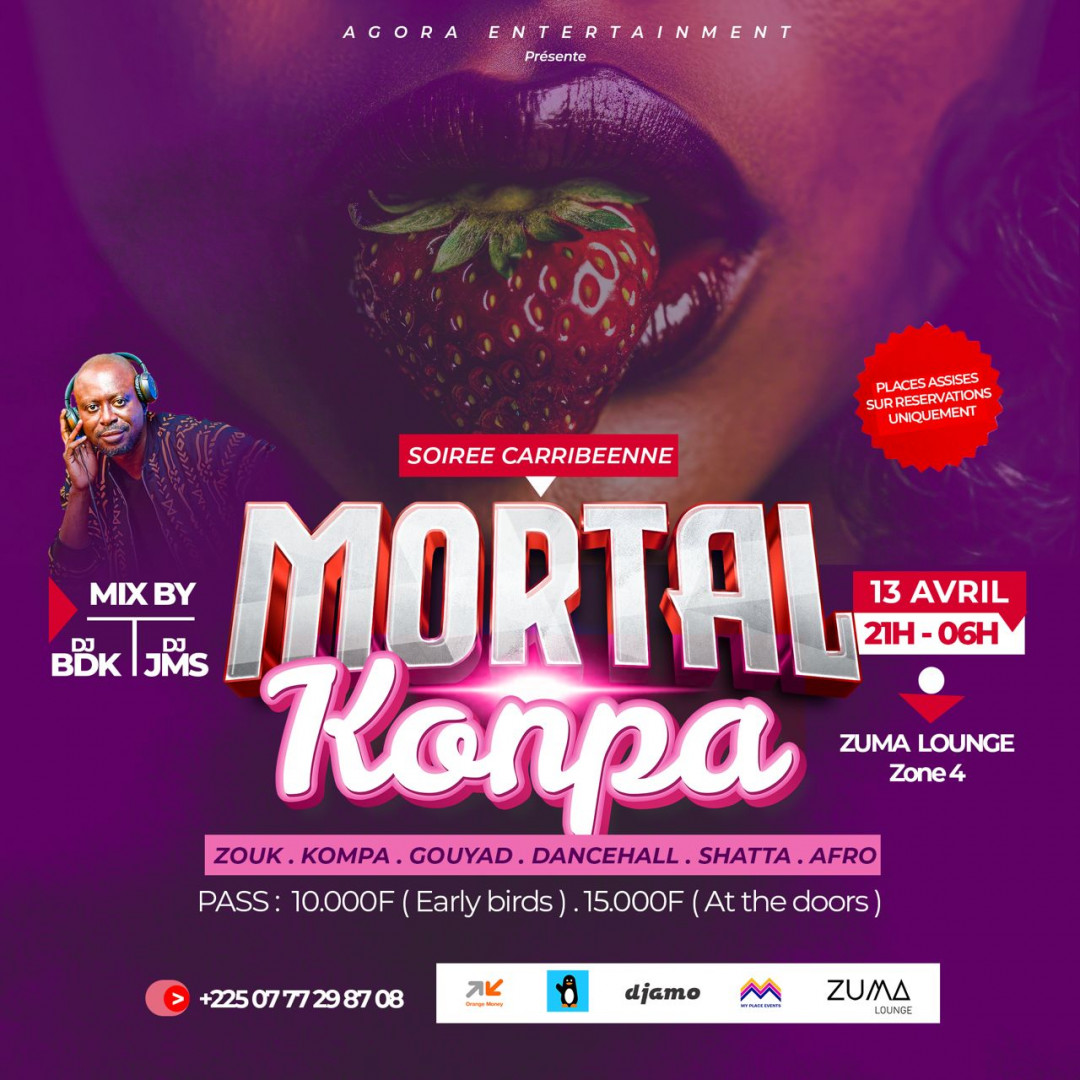 AGORA ENTERTAINMENT
Présente
PLACES ASSISES
SUR RESERVATIONS
UNIQUEMENT
SOIREE CARRIBEENNE
MORTAL
Konpa
MIX BY
DJ BDK
DJ JMS
13 AVRIL
21H - 06H
ZUMA LOUNGE
Zone 4
ZOUK . KOMPA . GOUYAD . DANCEHALL . SHATTA . AFRO
PASS : 10.000F ( Early birds ) . 15.000F ( At the doors )
+225 07 77 29 87 08
Orange Money
djamo
MY PLACE EVENTS
ZUMA
LOUNGE